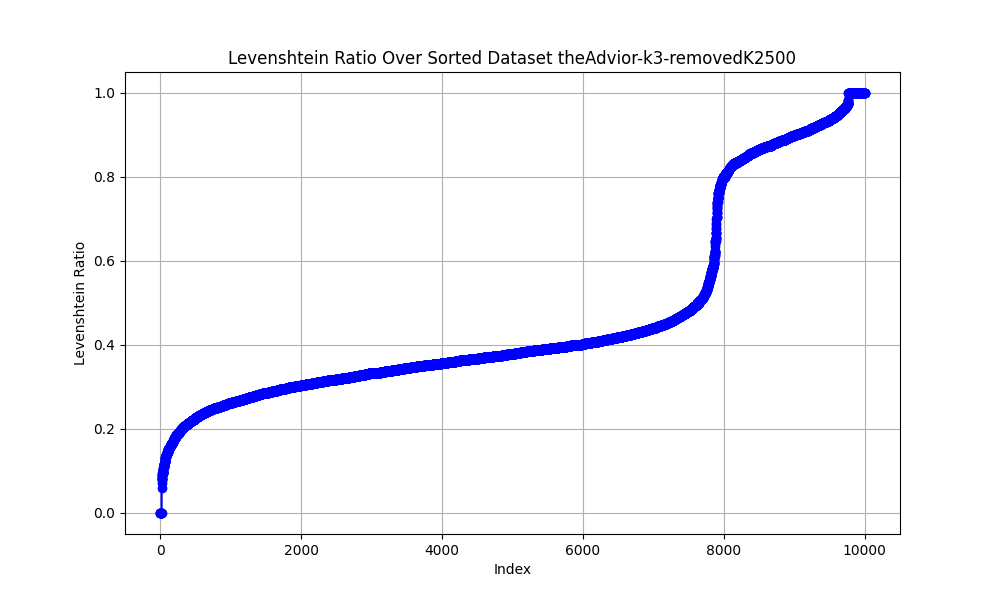 Levenshtein Ratio Over Sorted Dataset theAdvior-k3-removedK2500
1.0
0.8
0.6
0.4
0.2
0.0
Levenshtein Ratio
0 2000 4000 6000 8000 10000
Index